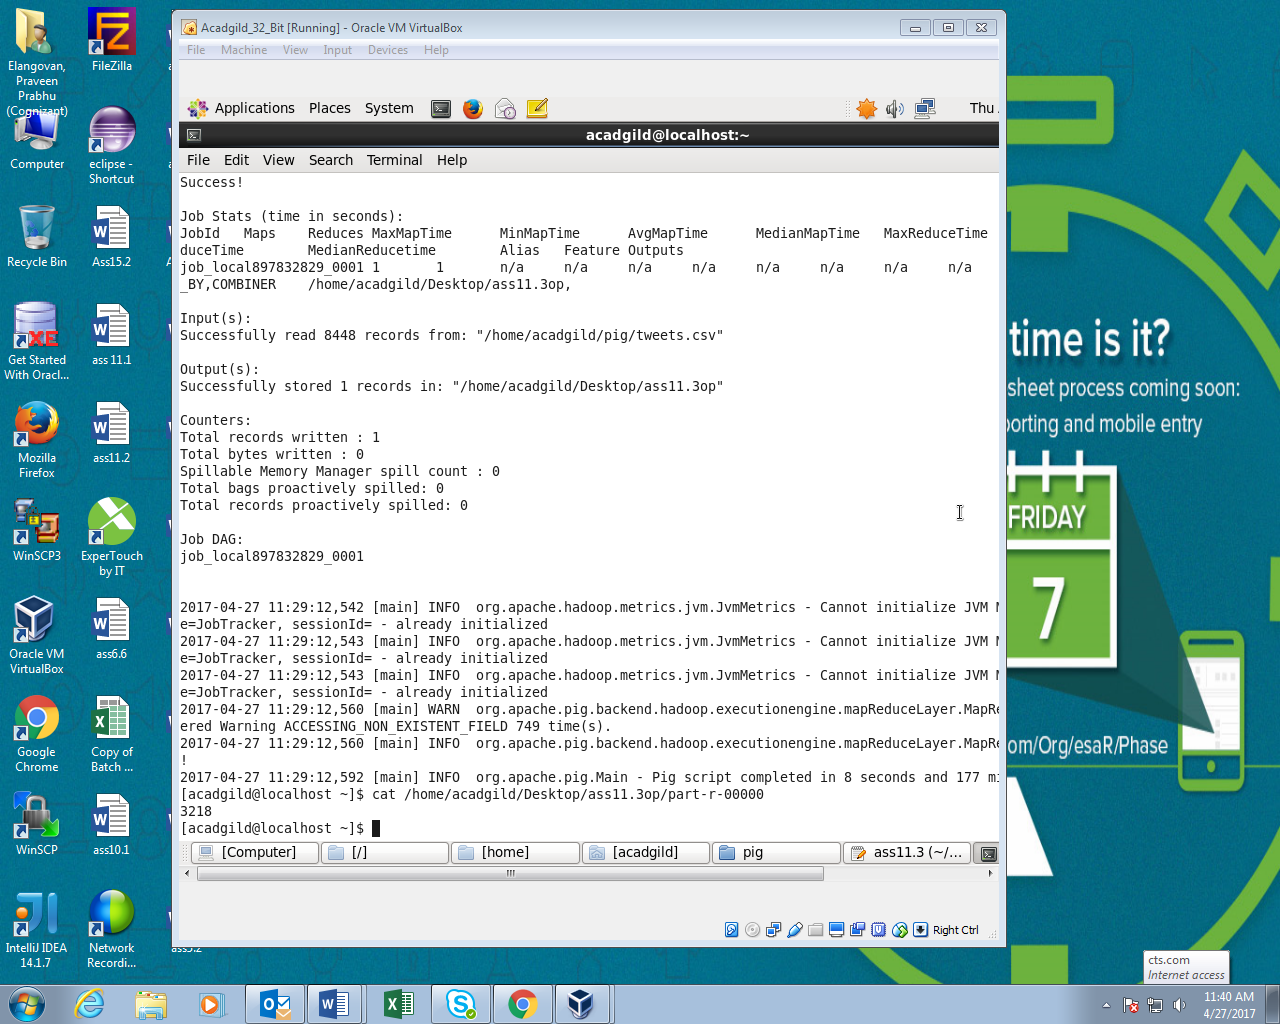 Acadgild_32_Bit [Running] - Oracle VM VirtualBox
File Machine View Input Devices Help
Applications Places System Thu
acadgild@localhost:~
File Edit View Search Terminal Help
Success!
Job Stats (time in seconds):
JobId Maps Reduces MaxMapTime MinMapTime AvgMapTime MedianMapTime MaxReduceTime
duceTime MedianReducetime Alias Feature Outputs
job_local897832829_0001 1 1 n/a n/a n/a n/a n/a n/a n/a n/a
_BY,COMBINER /home/acadgild/Desktop/ass11.3op,
Input(s):
Successfully read 8448 records from: "/home/acadgild/pig/tweets.csv"
Output(s):
Successfully stored 1 records in: "/home/acadgild/Desktop/ass11.3op"
Counters:
Total records written : 1
Total bytes written : 0
Spillable Memory Manager spill count : 0
Total bags proactively spilled: 0
Total records proactively spilled: 0
Job DAG:
job_local897832829_0001
2017-04-27 11:29:12,542 [main] INFO org.apache.hadoop.metrics.jvm.JvmMetrics - Cannot initialize JVM M
e=JobTracker, sessionId= - already initialized
2017-04-27 11:29:12,543 [main] INFO org.apache.hadoop.metrics.jvm.JvmMetrics - Cannot initialize JVM M
e=JobTracker, sessionId= - already initialized
2017-04-27 11:29:12,543 [main] INFO org.apache.hadoop.metrics.jvm.JvmMetrics - Cannot initialize JVM M
e=JobTracker, sessionId= - already initialized
2017-04-27 11:29:12,560 [main] WARN org.apache.pig.backend.hadoop.executionengine.mapReduceLayer.MapRe
ered Warning ACCESSING_NON_EXISTENT_FIELD 749 time(s).
2017-04-27 11:29:12,560 [main] INFO org.apache.pig.backend.hadoop.executionengine.mapReduceLayer.MapRe
!
2017-04-27 11:29:12,592 [main] INFO org.apache.pig.Main - Pig script completed in 8 seconds and 177 mi
[acadgild@localhost ~]$ cat /home/acadgild/Desktop/ass11.3op/part-r-00000
3218
[acadgild@localhost ~]$
[Computer] [/] [home] [acadgild] pig ass11.3 (~/...
Right Ctrl
Elangovan,
Praveen
Prabhu
(Cognizant)
FileZilla
Computer
eclipse -
Shortcut
Recycle Bin
Ass15.2
Get Started
With Oracl...
ass 11.1
Mozilla
Firefox
ass11.2
WinSCP3
ExperTouch
by IT
Oracle VM
VirtualBox
ass6.6
Google
Chrome
Copy of
Batch ...
WinSCP
ass10.1
IntelliJ IDEA
14.1.7
Network
Recordi...
time is it?
sheet process coming soon:
orting and mobile entry
FRIDAY
7
om/Org/esaR/Phase
cts.com
Internet access
11:40 AM
4/27/2017